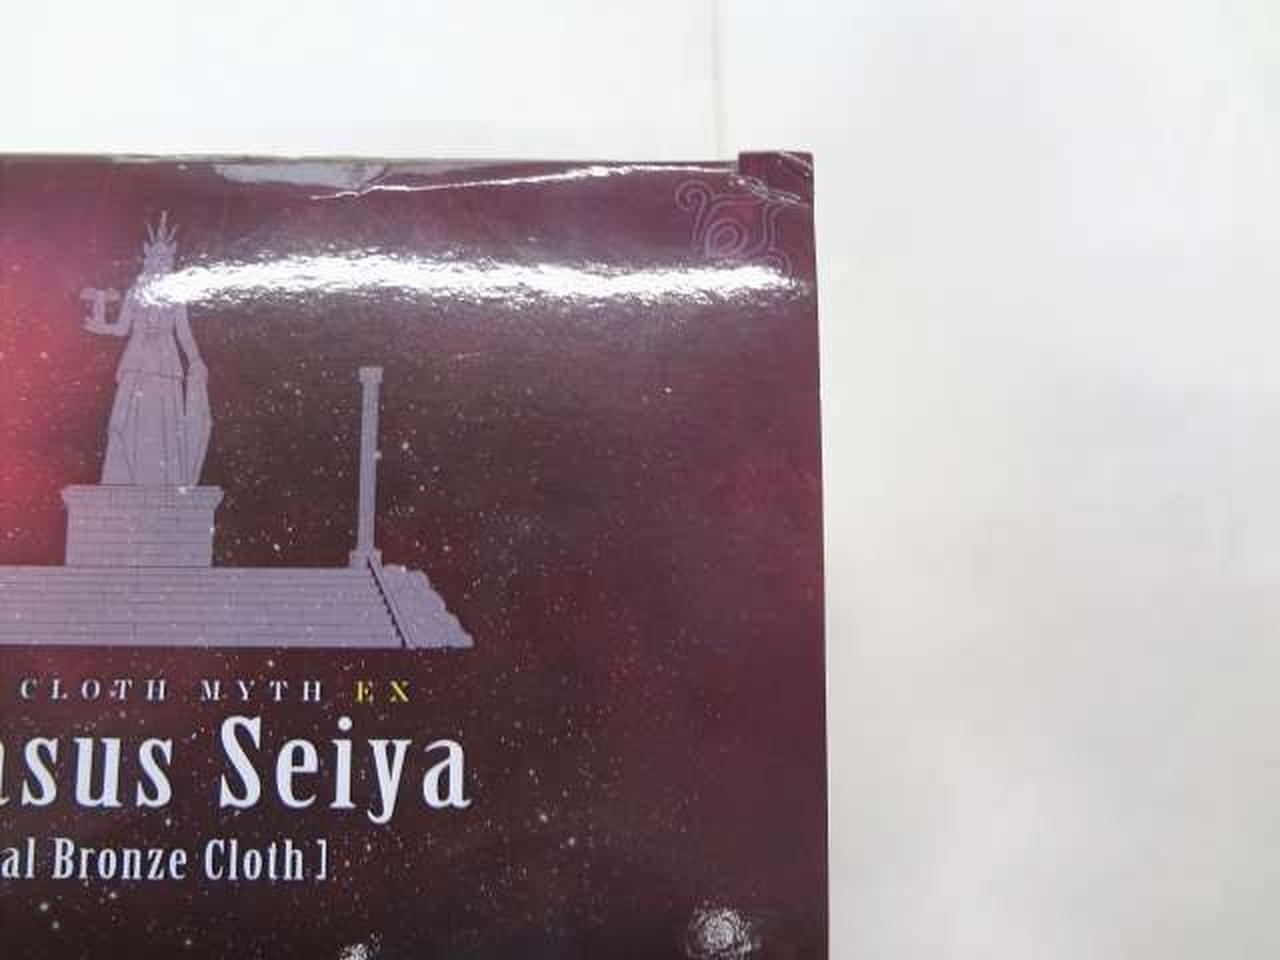 CLOTH MYTH EX
asus Seiya
al Bronze Cloth]